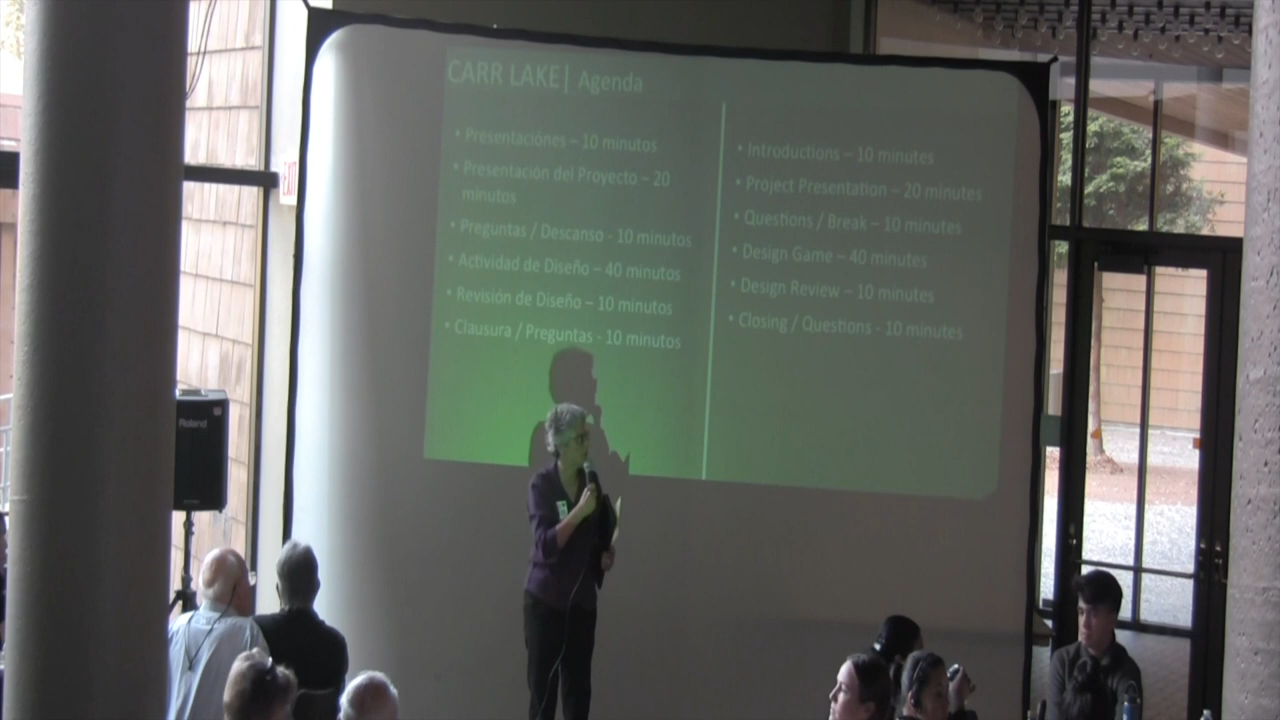 CARR LAKE| Agenda
• Presentaciónes – 10 minutos
• Presentación del Proyecto – 20
minutos
• Preguntas / Descanso - 10 minutos
• Actividad de Diseño – 40 minutos
• Revisión de Diseño – 10 minutos
• Clausura / Preguntas - 10 minutos
• Introductions – 10 minutes
• Project Presentation – 20 minutes
• Questions / Break – 10 minutes
• Design Game – 40 minutes
• Design Review – 10 minutes
• Closing / Questions - 10 minutes
EXIT
Roland